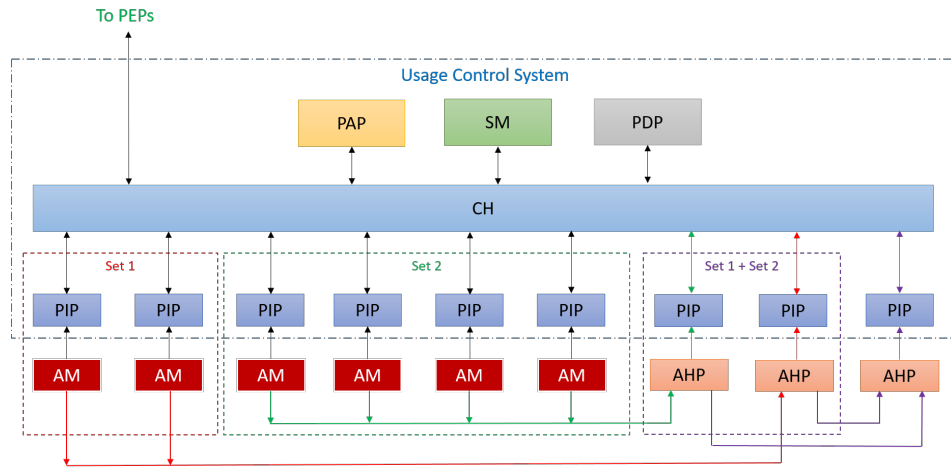 To PEPs
Usage Control System
PAP
SM
PDP
CH
Set 1
Set 2
Set 1 + Set 2
PIP
PIP
PIP
PIP
PIP
PIP
PIP
PIP
PIP
AM
AM
AM
AM
AM
AM
AHP
AHP
AHP